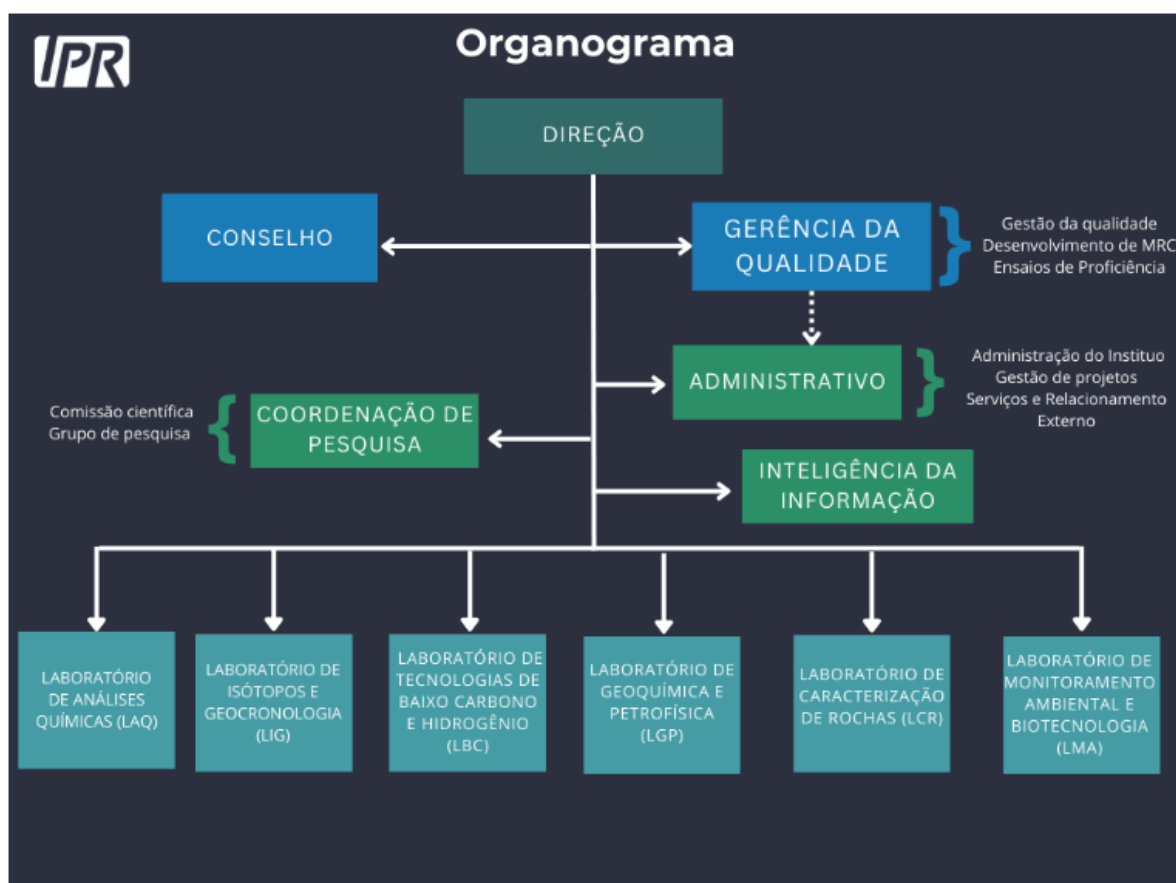 IPR
Organograma
DIREÇÃO
CONSELHO
GERÊNCIA DA
QUALIDADE
Gestão da qualidade
Desenvolvimento de MRC
Ensaios de Proficiência
ADMINISTRATIVO
Administração do Instituo
Gestão de projetos
Serviços e Relacionamento
Externo
Comissão científica
Grupo de pesquisa
COORDENAÇÃO DE
PESQUISA
INTELIGÊNCIA DA
INFORMAÇÃO
LABORATÓRIO
DE ANÁLISES
QUÍMICAS (LAQ)
LABORATÓRIO DE
ISÓTOPOS E
GEOCRONOLOGIA
(LIG)
LABORATÓRIO DE
TECNOLOGIAS DE
BAIXO CARBONO
E HIDROGÊNIO
(LBC)
LABORATÓRIO DE
GEOQUÍMICA E
PETROFÍSICA
(LGP)
LABORATÓRIO DE
CARACTERIZAÇÃO
DE ROCHAS (LCR)
LABORATÓRIO DE
MONITORAMENTO
AMBIENTAL E
BIOTECNOLOGIA
(LMA)